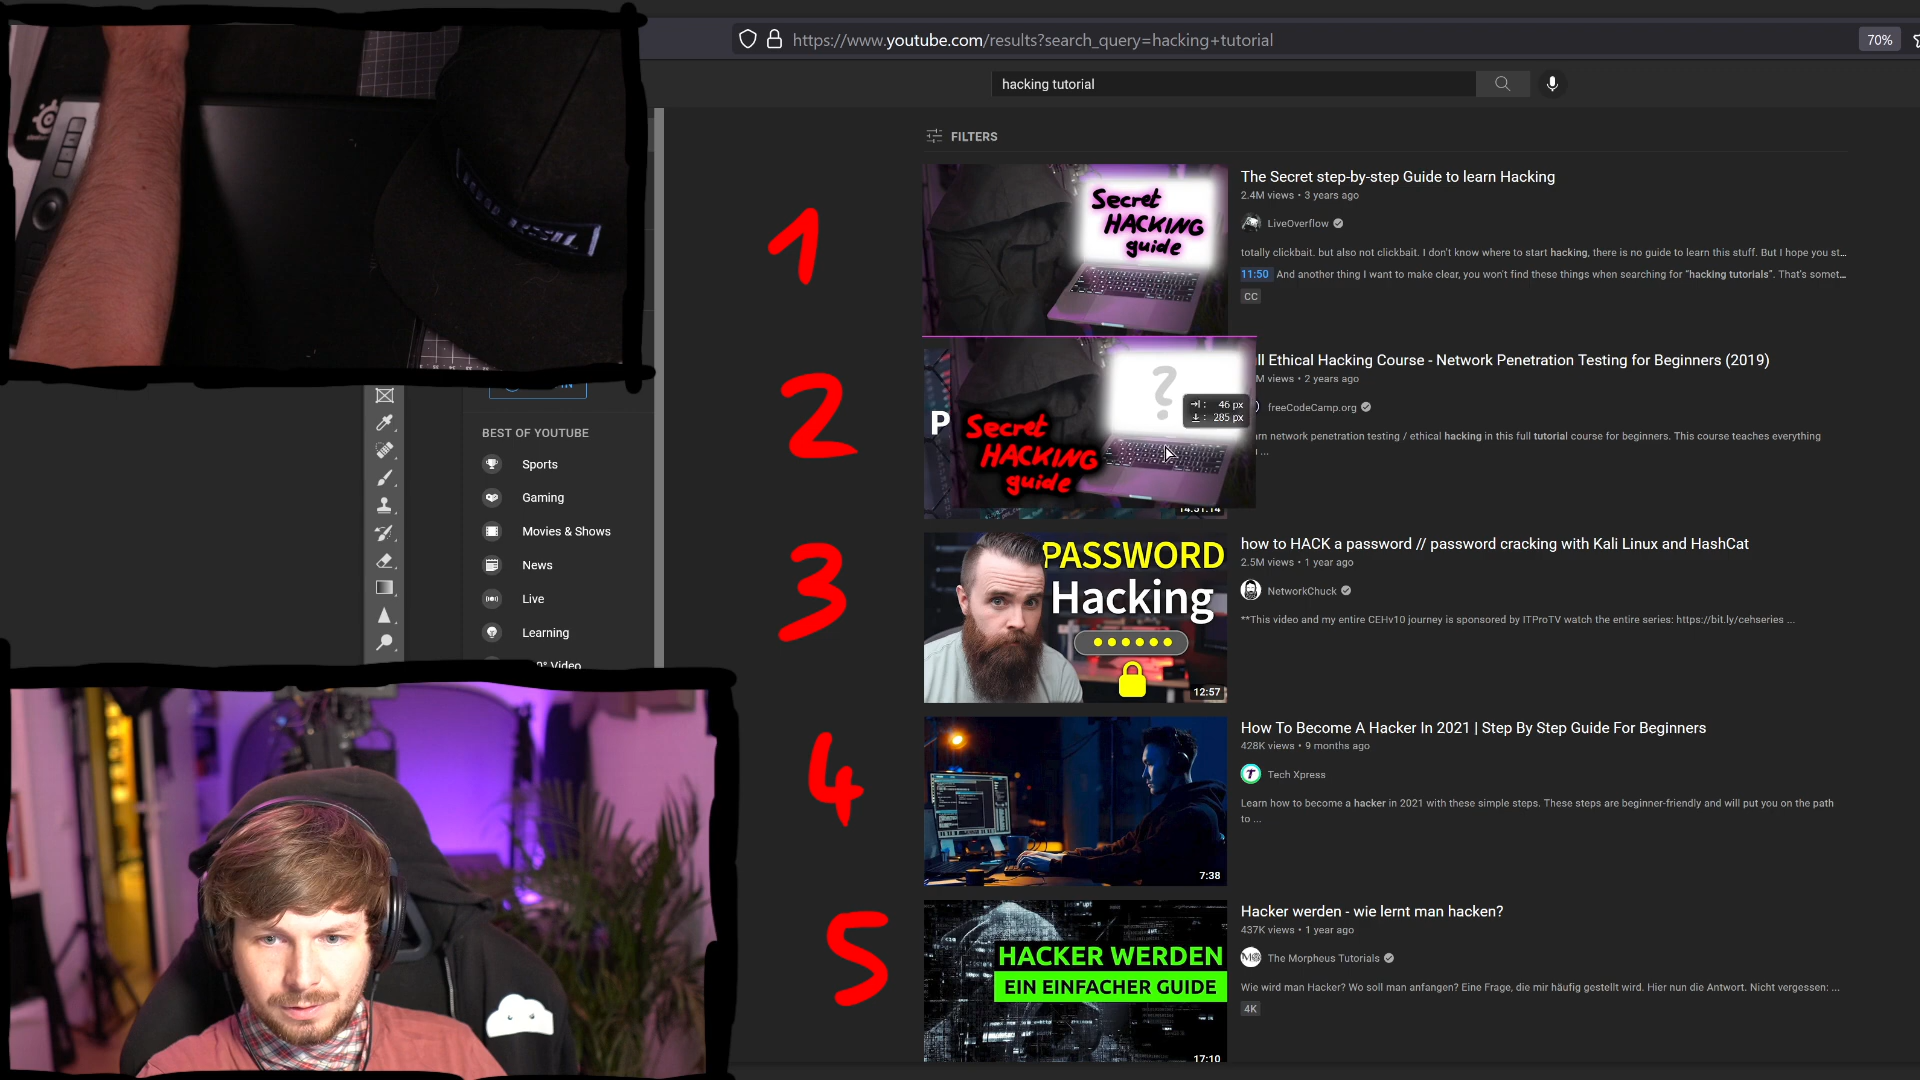 https://www.youtube.com/results?search_query=hacking+tutorial
70%
hacking tutorial
FILTERS
1
Secret
HACKING
guide
The Secret step-by-step Guide to learn Hacking
2.4M views • 3 years ago
LiveOverflow
totally clickbait. but also not clickbait. I don't know where to start hacking, there is no guide to learn this stuff. But I hope you st...
11:50 And another thing I want to make clear, you won't find these things when searching for "hacking tutorials". That's somet...
CC
2
P
?
Secret
HACKING
guide
46 px
285 px
14:51:14
ll Ethical Hacking Course - Network Penetration Testing for Beginners (2019)
M views • 2 years ago
freeCodeCamp.org
rn network penetration testing / ethical hacking in this full tutorial course for beginners. This course teaches everything
...
IN
BEST OF YOUTUBE
Sports
Gaming
Movies & Shows
News
Live
Learning
0° Video
3
PASSWORD
Hacking
12:57
how to HACK a password // password cracking with Kali Linux and HashCat
2.5M views • 1 year ago
NetworkChuck
**This video and my entire CEHv10 journey is sponsored by ITProTV watch the entire series: https://bit.ly/cehseries ...
4
7:38
How To Become A Hacker In 2021 | Step By Step Guide For Beginners
428K views • 9 months ago
Tech Xpress
Learn how to become a hacker in 2021 with these simple steps. These steps are beginner-friendly and will put you on the path
to ...
5
HACKER WERDEN
EIN EINFACHER GUIDE
17:10
Hacker werden - wie lernt man hacken?
437K views • 1 year ago
The Morpheus Tutorials
Wie wird man Hacker? Wo soll man anfangen? Eine Frage, die mir häufig gestellt wird. Hier nun die Antwort. Nicht vergessen: ...
4K